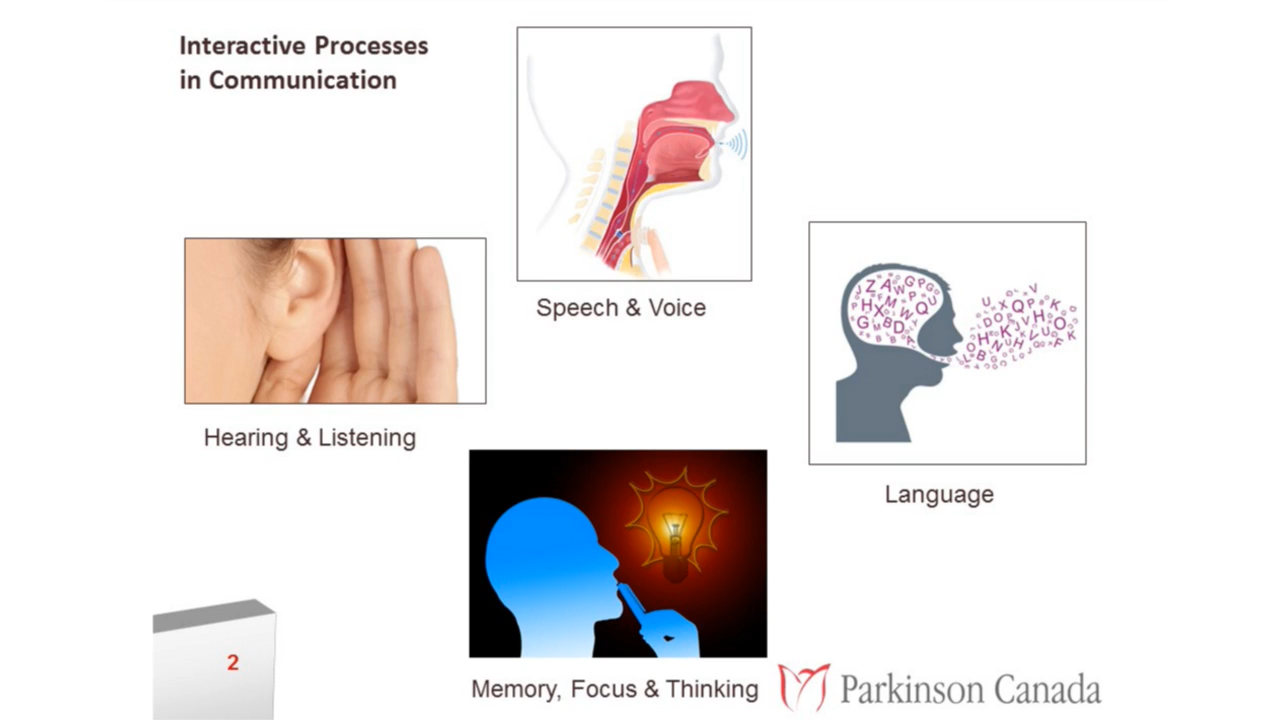 Interactive Processes
in Communication
Speech & Voice
Hearing & Listening
Language
Memory, Focus & Thinking
2
Parkinson Canada